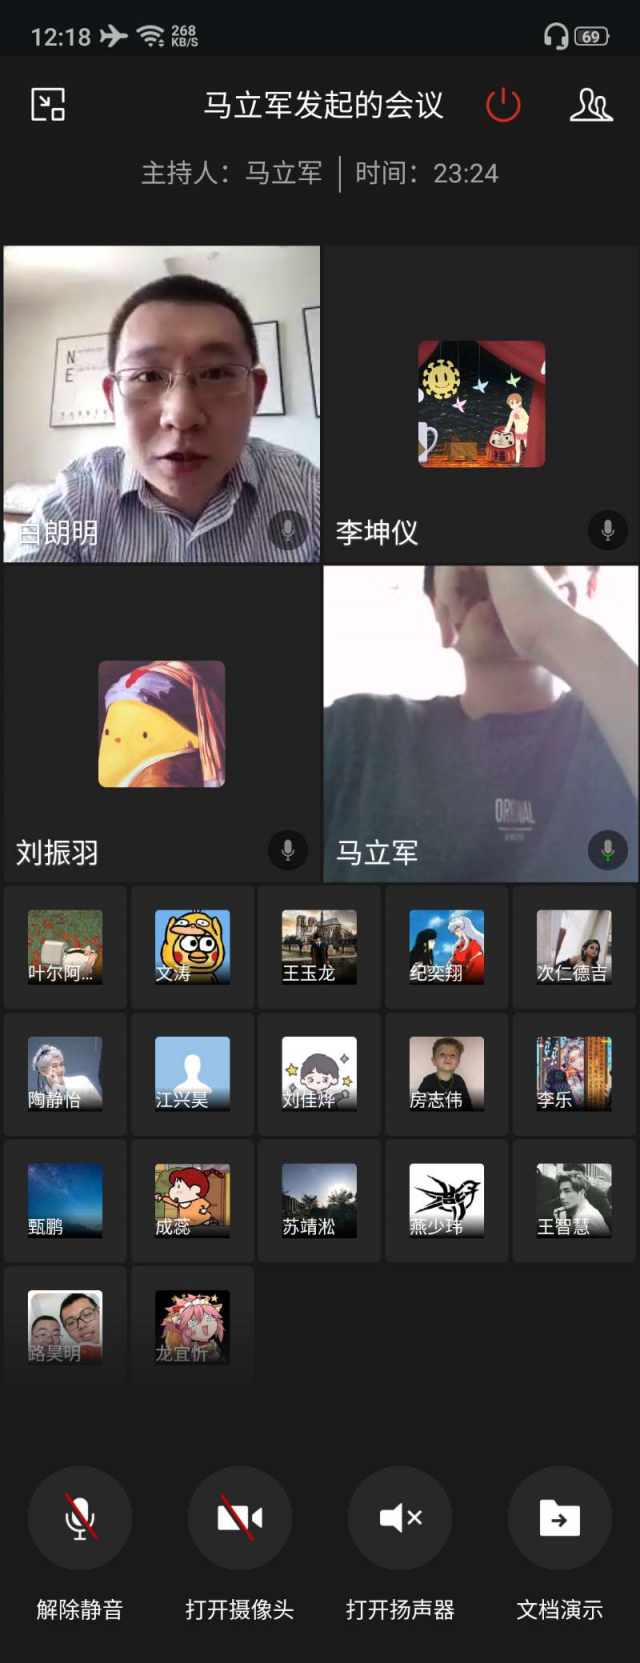 12:18
268
KB/S
69
马立军发起的会议
主持人：马立军
时间：23:24
N
E
白朗明
李坤仪
福
刘振羽
ORIGINAL
马立军
叶尔阿...
文涛
王玉龙
纪奕翔
次仁德吉
陶静怡
江兴昊
刘佳烨
房志伟
李乐
甄鹏
成蕊
苏靖淞
燕少玮
王智慧
路昊明
龙宜忻
解除静音
打开摄像头
打开扬声器
文档演示